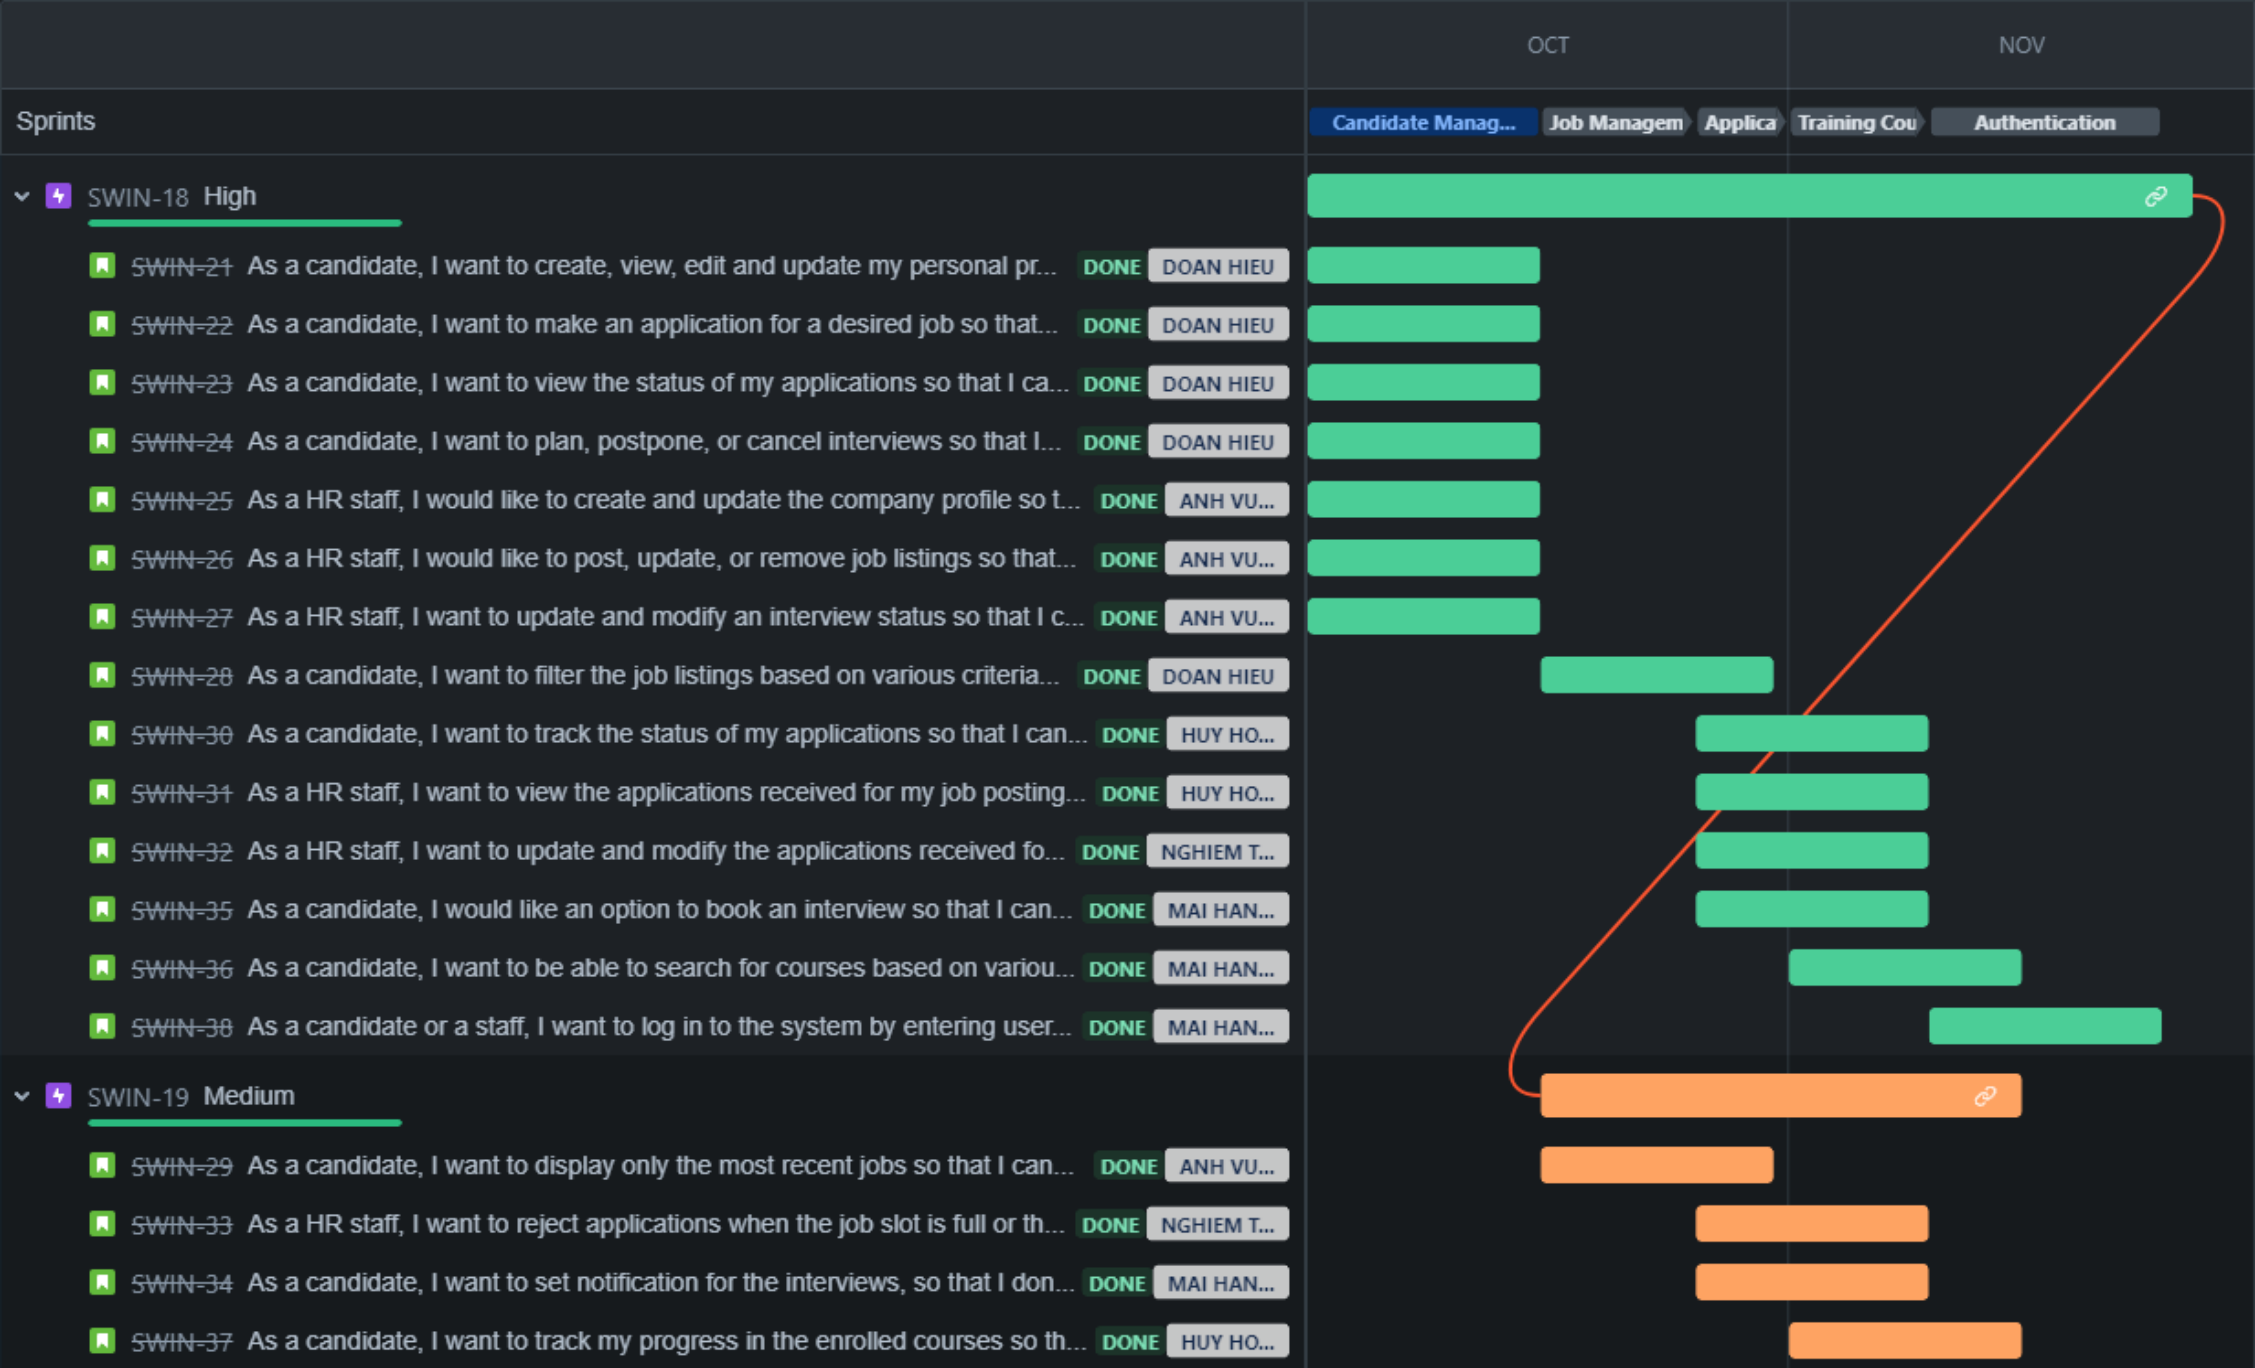 OCT NOV
Sprints Candidate Manag... Job Managem Applica Training Cou Authentication
SWIN-18 High
SWIN-21 As a candidate, I want to create, view, edit and update my personal pr... DONE DOAN HIEU
SWIN-22 As a candidate, I want to make an application for a desired job so that... DONE DOAN HIEU
SWIN-23 As a candidate, I want to view the status of my applications so that I ca... DONE DOAN HIEU
SWIN-24 As a candidate, I want to plan, postpone, or cancel interviews so that I... DONE DOAN HIEU
SWIN-25 As a HR staff, I would like to create and update the company profile so t... DONE ANH VU...
SWIN-26 As a HR staff, I would like to post, update, or remove job listings so that... DONE ANH VU...
SWIN-27 As a HR staff, I want to update and modify an interview status so that I c... DONE ANH VU...
SWIN-28 As a candidate, I want to filter the job listings based on various criteria... DONE DOAN HIEU
SWIN-30 As a candidate, I want to track the status of my applications so that I can... DONE HUY HO...
SWIN-31 As a HR staff, I want to view the applications received for my job posting... DONE HUY HO...
SWIN-32 As a HR staff, I want to update and modify the applications received fo... DONE NGHIEM T...
SWIN-35 As a candidate, I would like an option to book an interview so that I can... DONE MAI HAN...
SWIN-36 As a candidate, I want to be able to search for courses based on variou... DONE MAI HAN...
SWIN-38 As a candidate or a staff, I want to log in to the system by entering user... DONE MAI HAN...
SWIN-19 Medium
SWIN-29 As a candidate, I want to display only the most recent jobs so that I can... DONE ANH VU...
SWIN-33 As a HR staff, I want to reject applications when the job slot is full or th... DONE NGHIEM T...
SWIN-34 As a candidate, I want to set notification for the interviews, so that I don... DONE MAI HAN...
SWIN-37 As a candidate, I want to track my progress in the enrolled courses so th... DONE HUY HO...